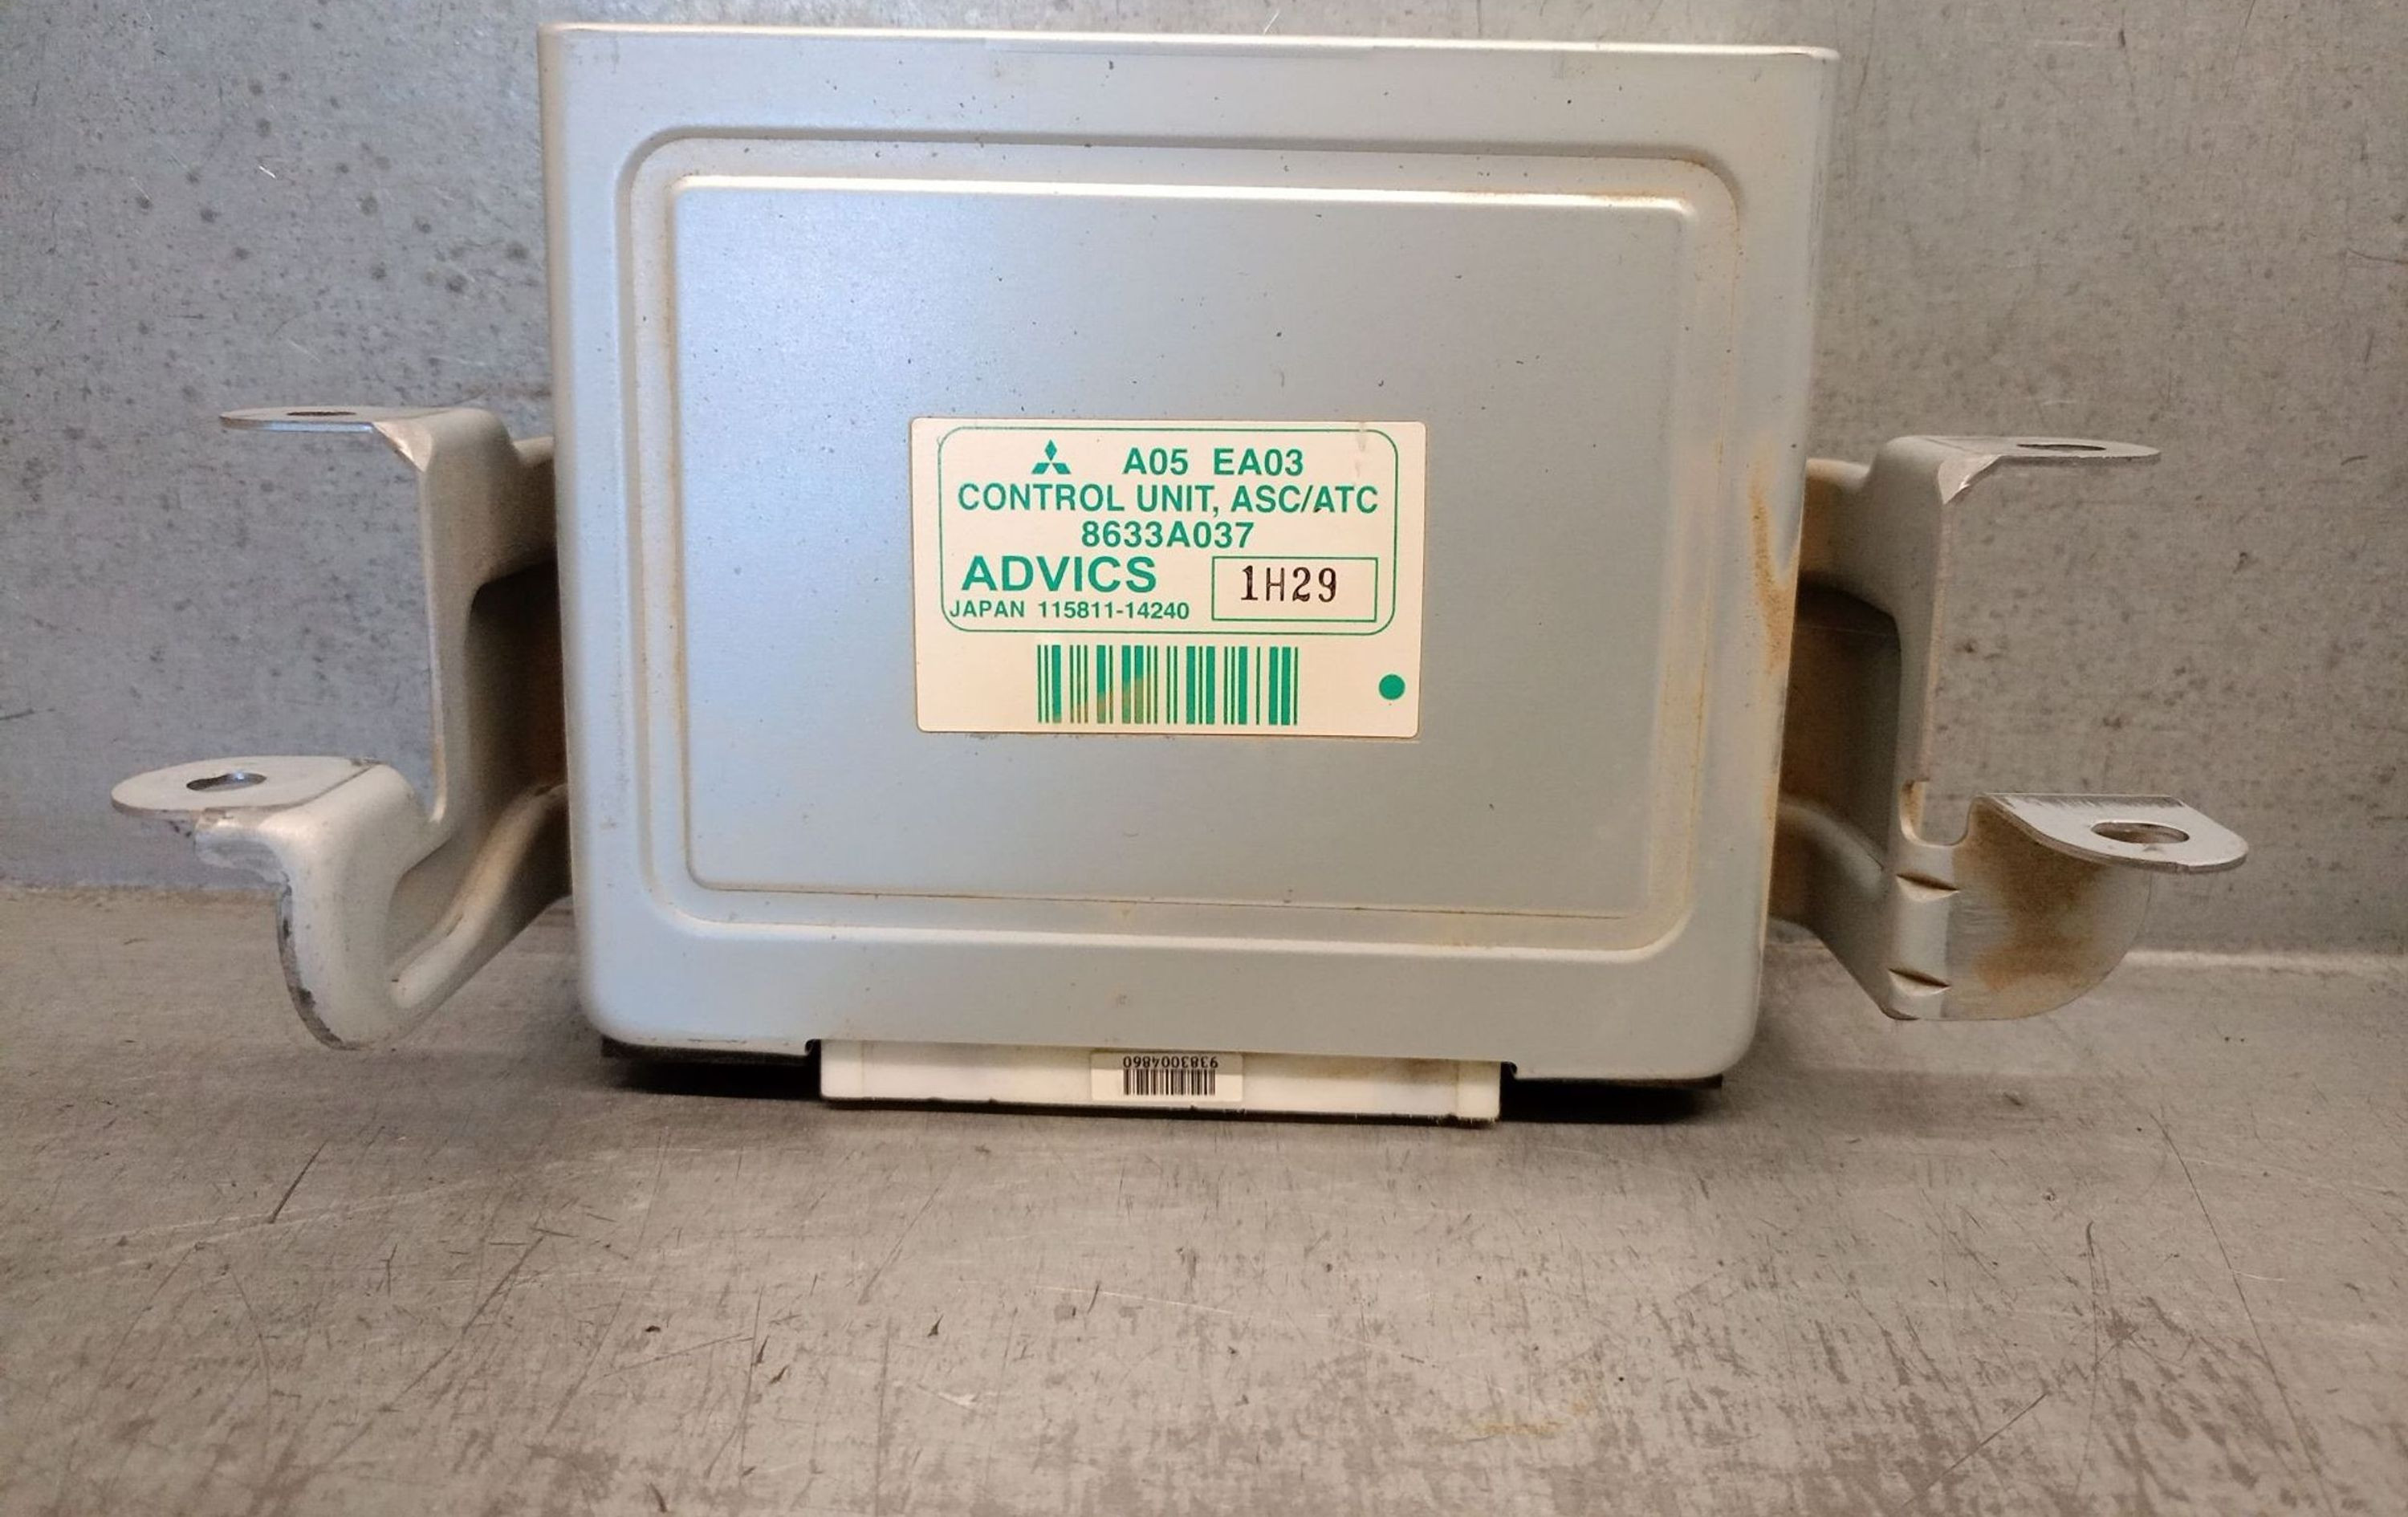 A05 EA03
CONTROL UNIT, ASC/ATC
8633A037
ADVICS 1H29
JAPAN 115811-14240
9383004860